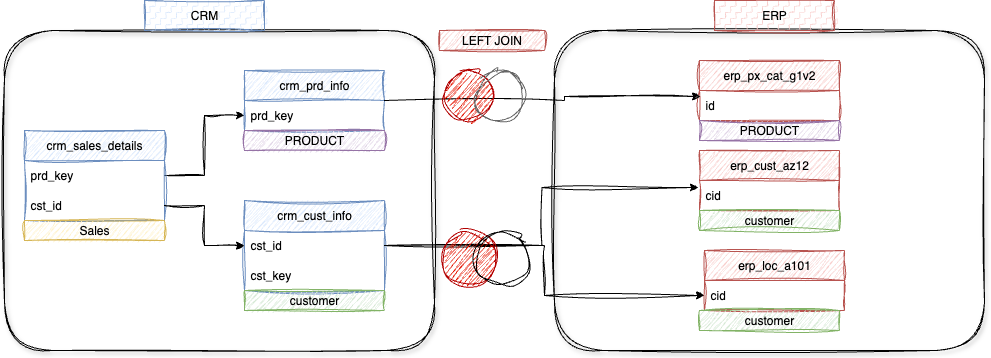 CRM
ERP
LEFT JOIN
crm_prd_info
prd_key
PRODUCT
crm_sales_details
prd_key
cst_id
Sales
crm_cust_info
cst_id
cst_key
customer
erp_px_cat_g1v2
id
PRODUCT
erp_cust_az12
cid
customer
erp_loc_a101
cid
customer